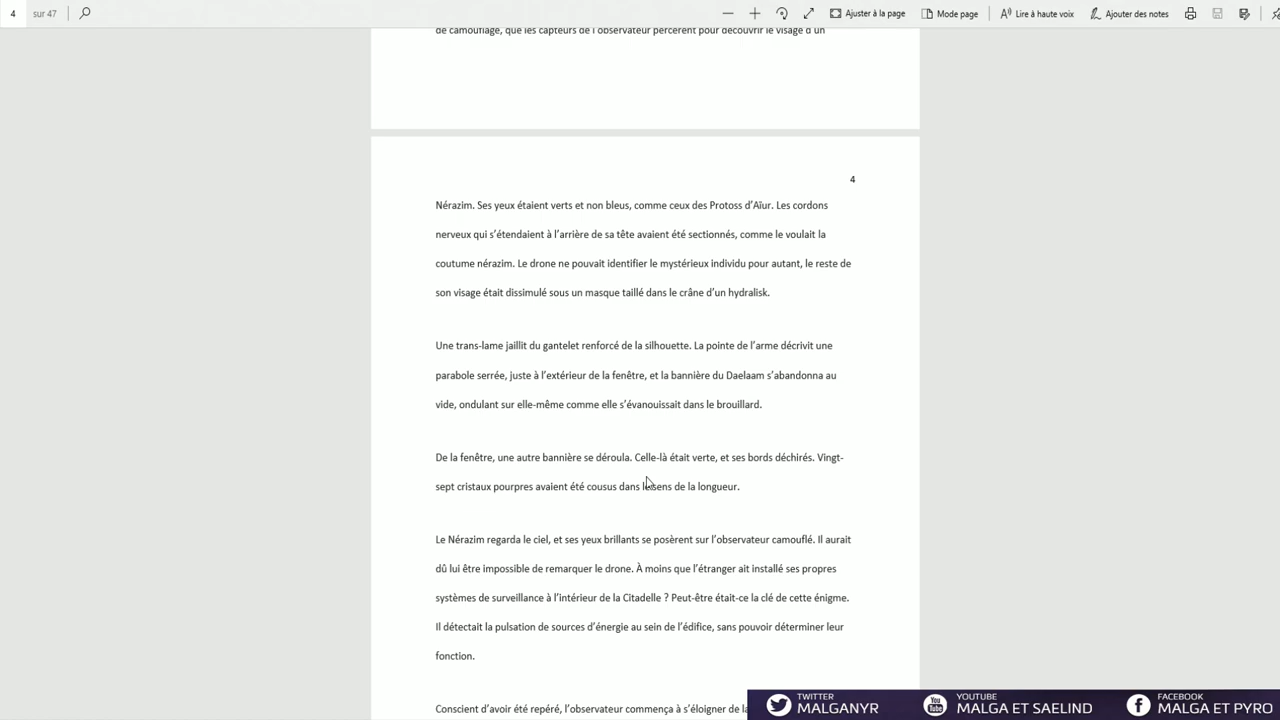 4 sur 47 Ajuster à la page Mode page Lire à haute voix Ajouter des notes
de camouflage, que les capteurs de l'observateur percèrent pour découvrir le visage d'un
4
Nérazim. Ses yeux étaient verts et non bleus, comme ceux des Protoss d'Aïur. Les cordons
nerveux qui s'étendaient à l'arrière de sa tête avaient été sectionnés, comme le voulait la
coutume nérazim. Le drone ne pouvait identifier le mystérieux individu pour autant, le reste de
son visage était dissimulé sous un masque taillé dans le crâne d'un hydralisk.
Une trans-lame jaillit du gantelet renforcé de la silhouette. La pointe de l'arme décrivit une
parabole serrée, juste à l'extérieur de la fenêtre, et la bannière du Daelaam s'abandonna au
vide, ondulant sur elle-même comme elle s'évanouissait dans le brouillard.
De la fenêtre, une autre bannière se déroula. Celle-là était verte, et ses bords déchirés. Vingt-
sept cristaux pourpres avaient été cousus dans le sens de la longueur.
Le Nérazim regarda le ciel, et ses yeux brillants se posèrent sur l'observateur camouflé. Il aurait
dû lui être impossible de remarquer le drone. À moins que l'étranger ait installé ses propres
systèmes de surveillance à l'intérieur de la Citadelle ? Peut-être était-ce la clé de cette énigme.
Il détectait la pulsation de sources d'énergie au sein de l'édifice, sans pouvoir déterminer leur
fonction.
Conscient d'avoir été repéré, l'observateur commença à s'éloigner de la
TWITTER
MALGANYR
YOUTUBE
MALGA ET SAELIND
FACEBOOK
MALGA ET PYRO